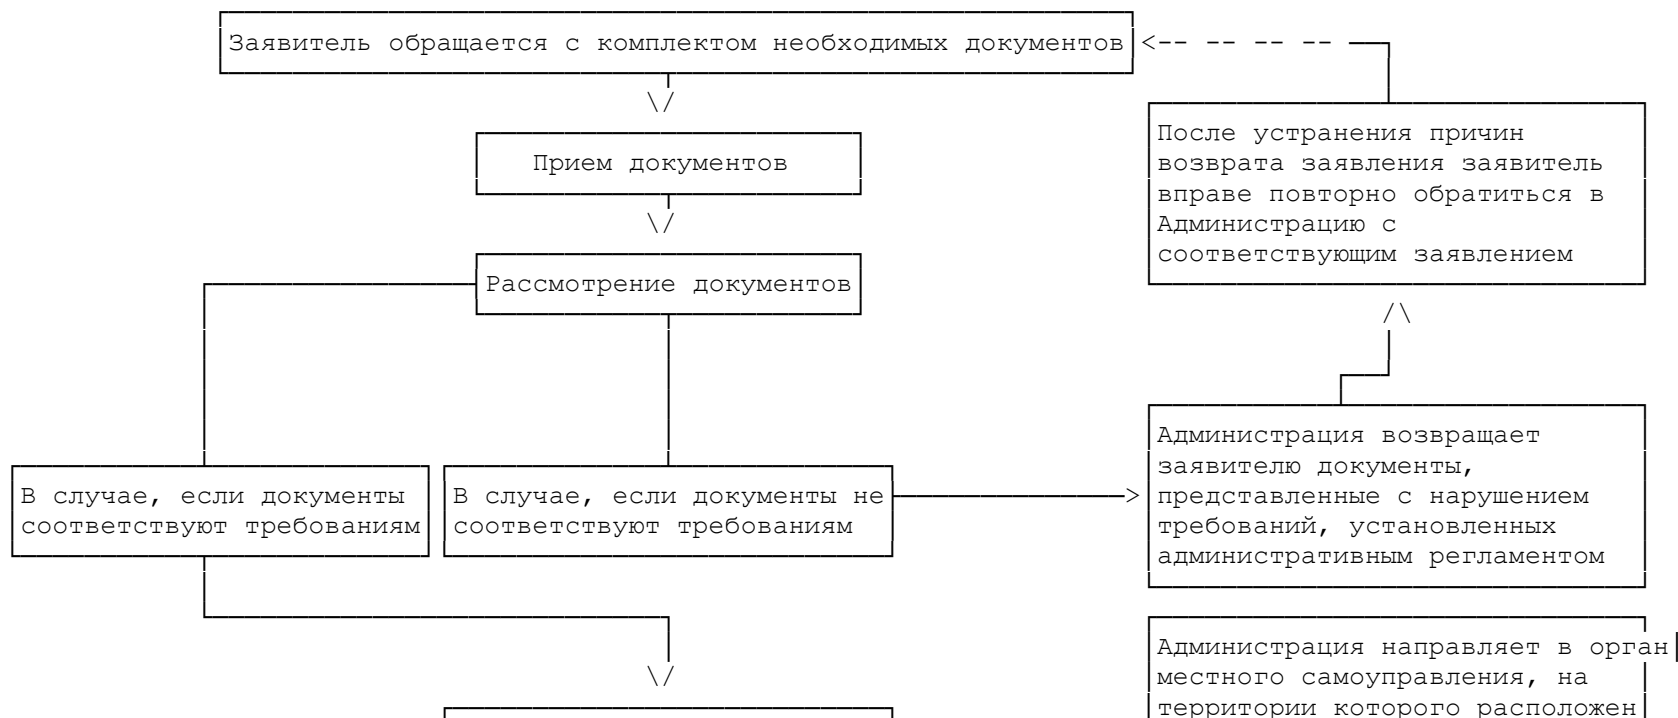 Заявитель обращается с комплектом необходимых документов
Прием документов
После устранения причин
возврата заявления заявитель
вправе повторно обратиться в
Администрацию с
соответствующим заявлением
Рассмотрение документов
В случае, если документы
соответствуют требованиям
В случае, если документы не
соответствуют требованиям
Администрация возвращает
заявителю документы,
представленные с нарушением
требований, установленных
административным регламентом
Администрация направляет в орган
местного самоуправления, на
территории которого расположен